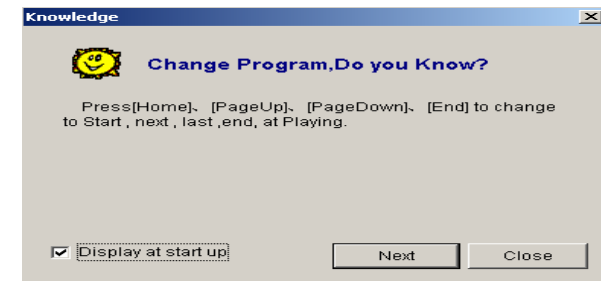 Knowledge
Change Program,Do you Know?
Press[Home]、[PageUp]、[PageDown]、[End] to change
to Start , next , last ,end, at Playing.
Display at start up
Next
Close